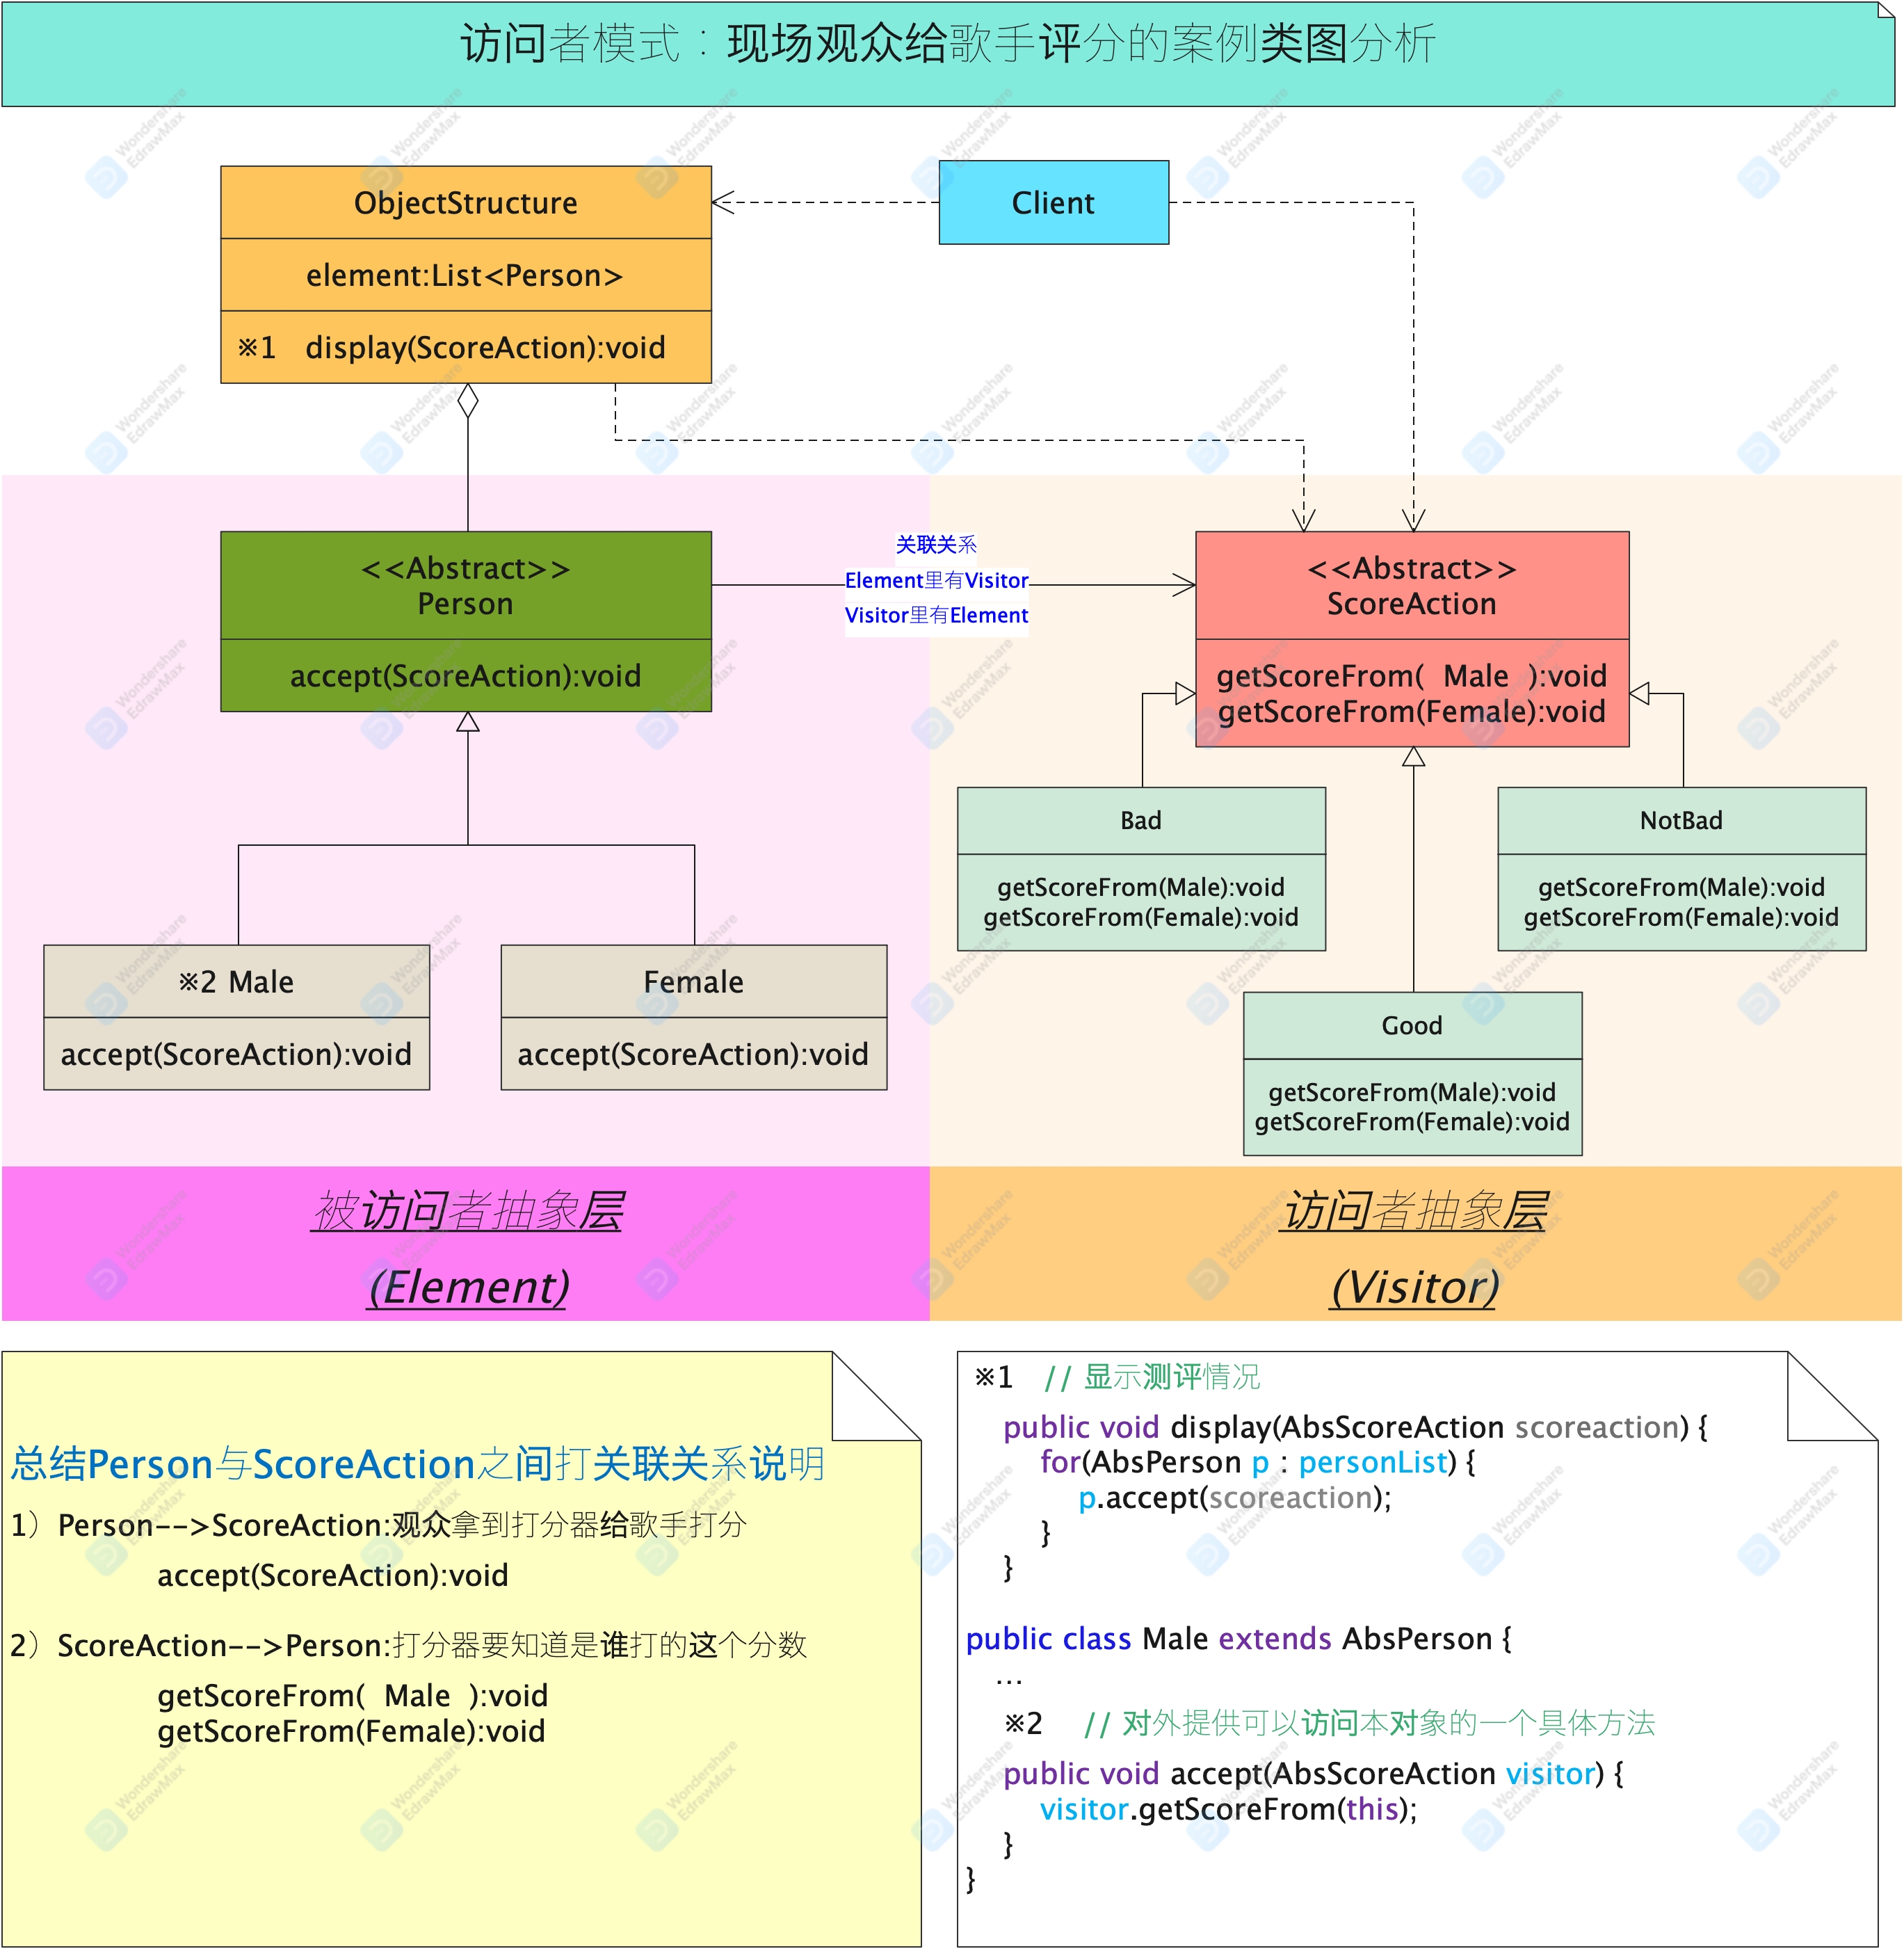 访问者模式：现场观众给歌手评分的案例类图分析
ObjectStructure
element:List<Person>
※1 display(ScoreAction):void
Client
<<Abstract>>
Person
accept(ScoreAction):void
关联关系
Element里有Visitor
Visitor里有Element
<<Abstract>>
ScoreAction
getScoreFrom( Male ):void
getScoreFrom(Female):void
Bad
getScoreFrom(Male):void
getScoreFrom(Female):void
NotBad
getScoreFrom(Male):void
getScoreFrom(Female):void
※2 Male
accept(ScoreAction):void
Female
accept(ScoreAction):void
Good
getScoreFrom(Male):void
getScoreFrom(Female):void
被访问者抽象层
(Element)
访问者抽象层
(Visitor)
总结Person与ScoreAction之间打关联关系说明
1）Person-->ScoreAction:观众拿到打分器给歌手打分
accept(ScoreAction):void
2）ScoreAction-->Person:打分器要知道是谁打的这个分数
getScoreFrom( Male ):void
getScoreFrom(Female):void
※1 // 显示测评情况
public void display(AbsScoreAction scoreaction) {
for(AbsPerson p : personList) {
p.accept(scoreaction);
}
}
public class Male extends AbsPerson {
...
※2 // 对外提供可以访问本对象的一个具体方法
public void accept(AbsScoreAction visitor) {
visitor.getScoreFrom(this);
}
}
Wondershare
EdrawMax